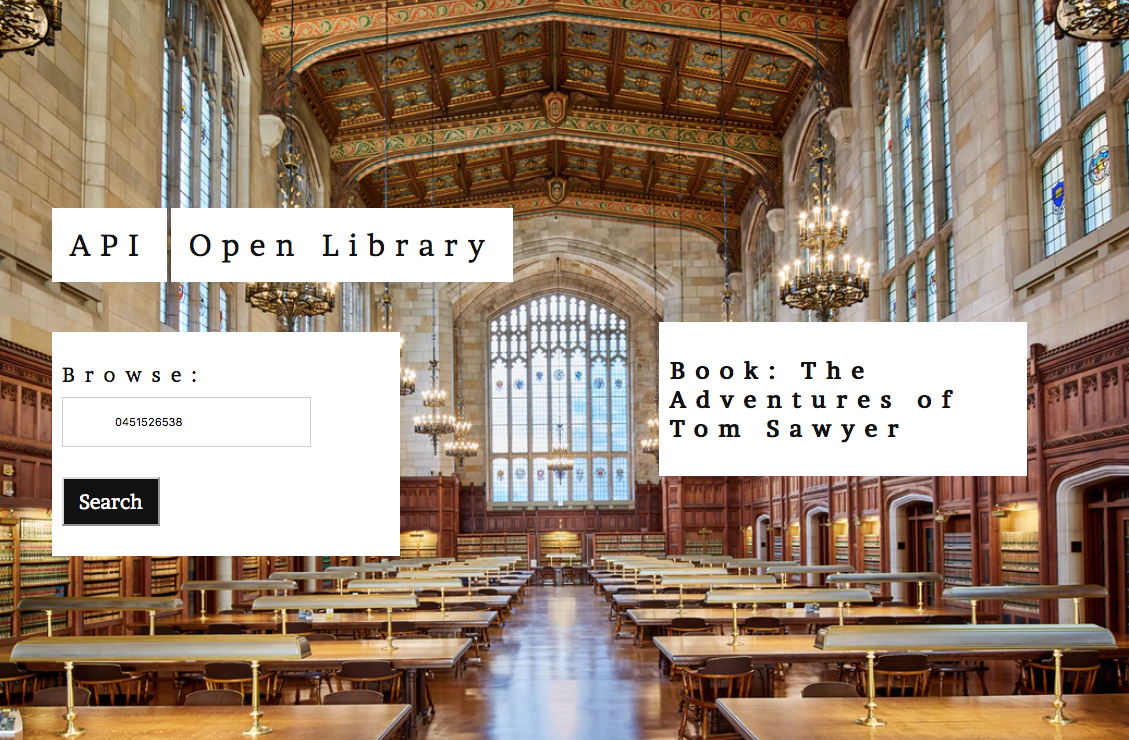 API Open Library
Browse:
0451526538
Search
Book: The
Adventures of
Tom Sawyer